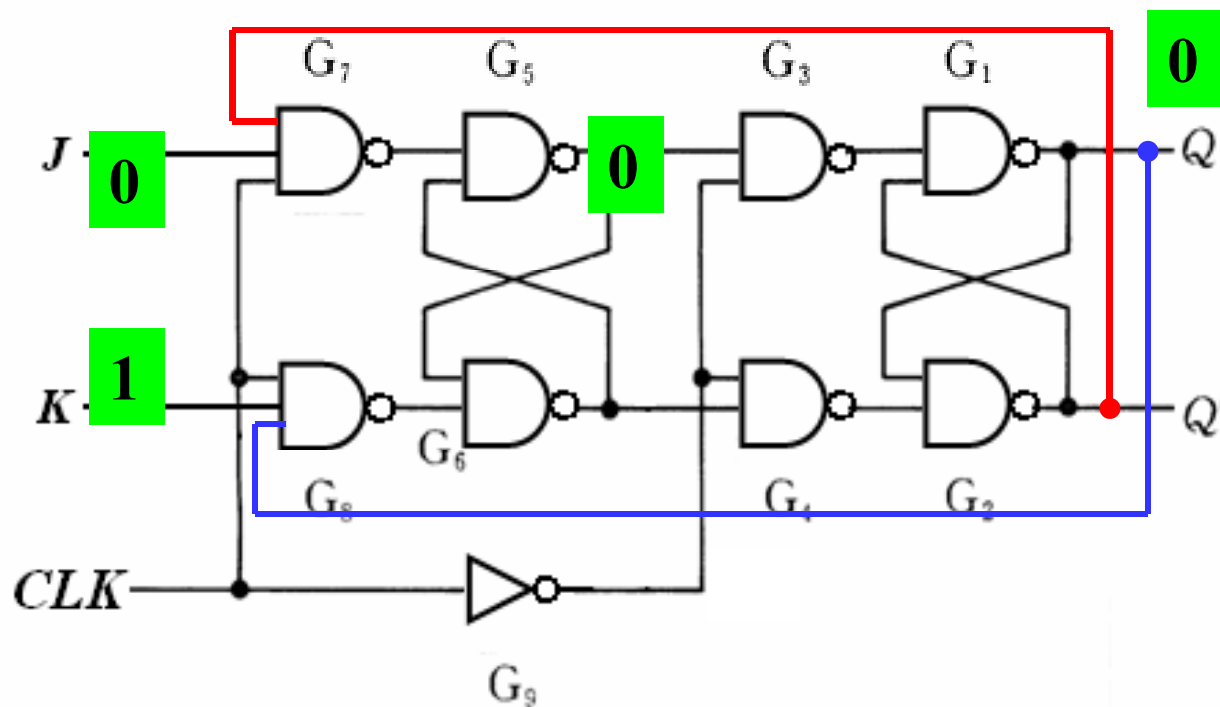 0
G₇ G₅ G₃ G₁
J 0 0 Q
K 1 Q
G₆
G₈ G₄ G₂
CLK
G₉